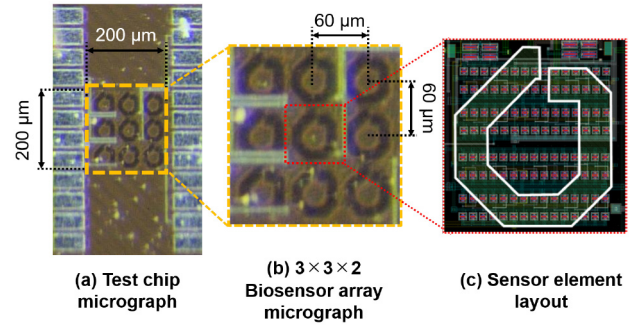 200 µm
200 µm
60 µm
60 µm
(a) Test chip
micrograph
(b) 3×3×2
Biosensor array
micrograph
(c) Sensor element
layout